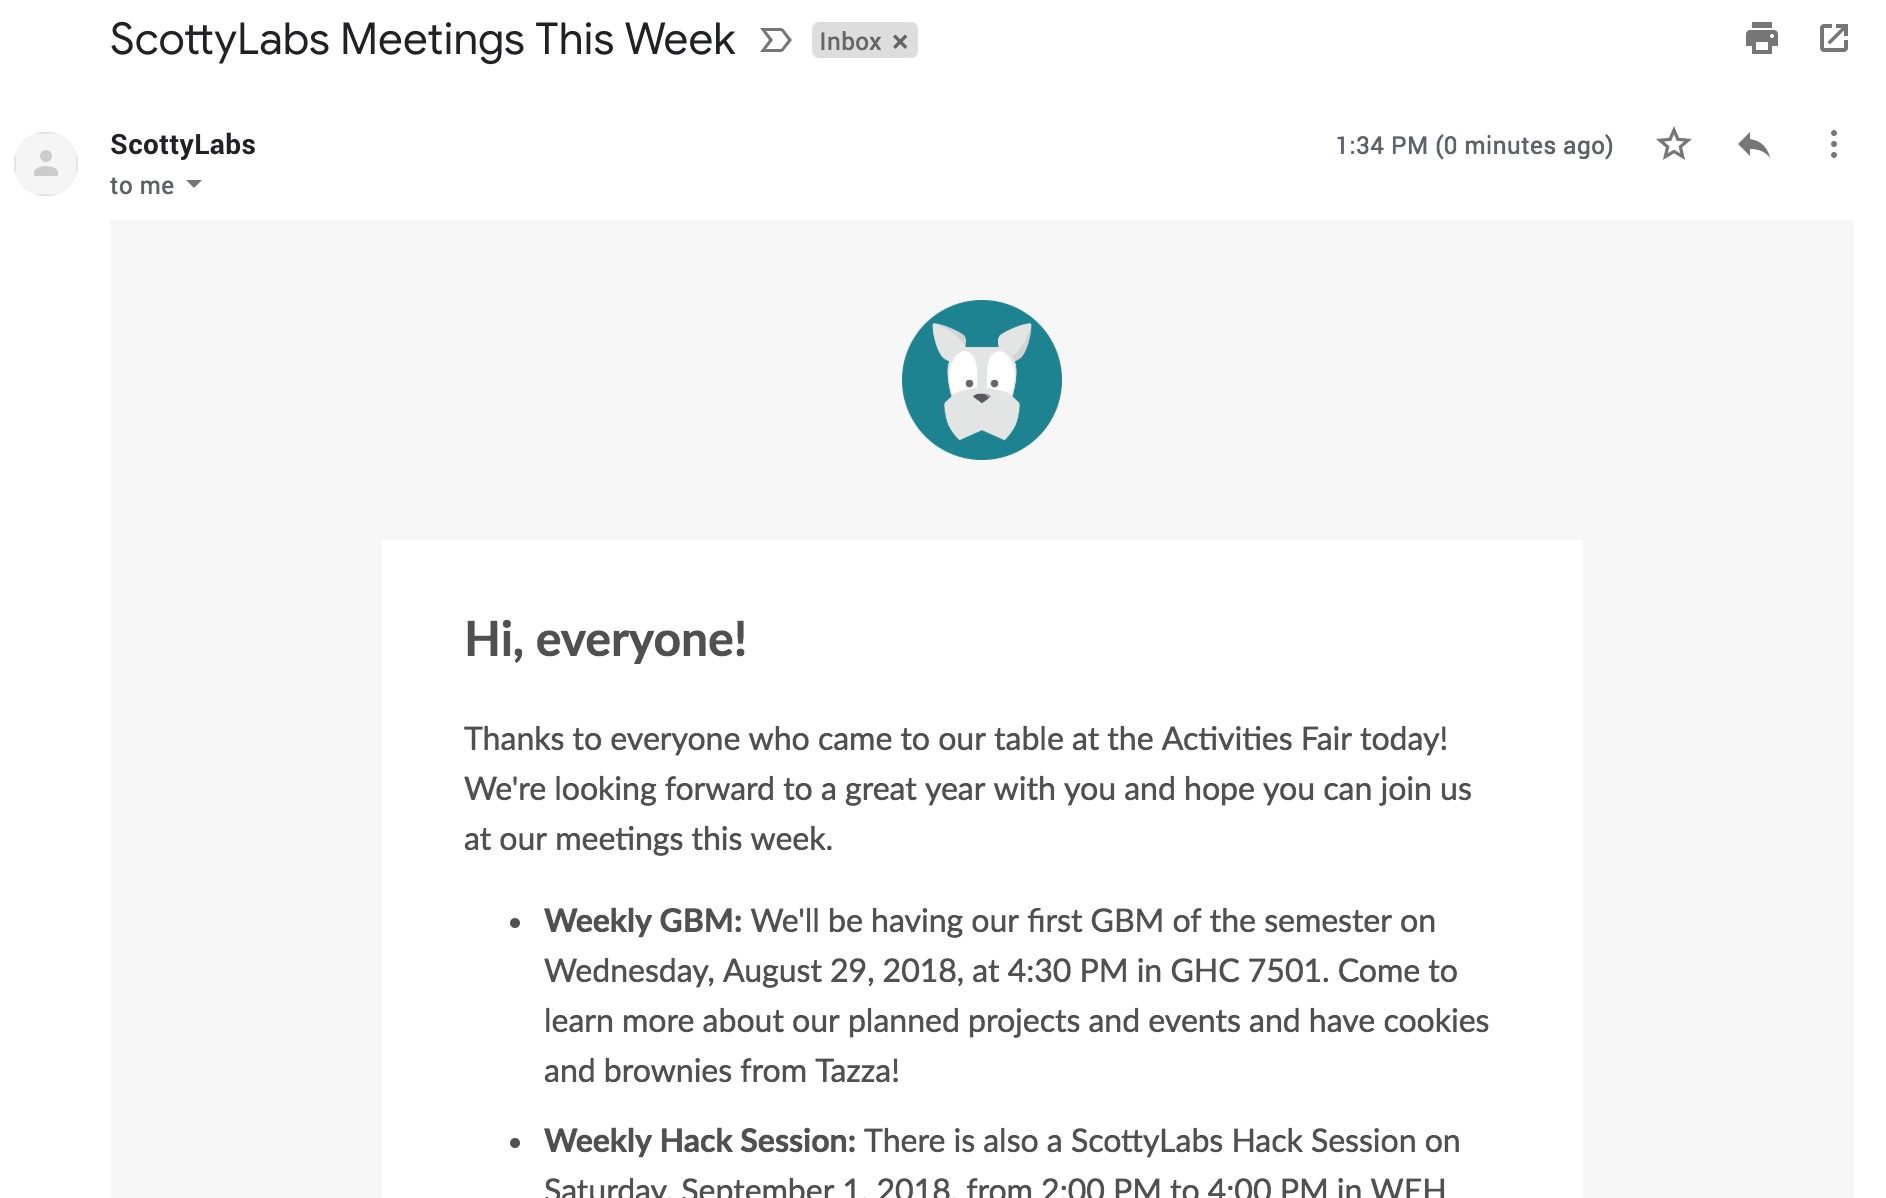 ScottyLabs Meetings This Week
Inbox ×
ScottyLabs
1:34 PM (0 minutes ago)
to me
Hi, everyone!
Thanks to everyone who came to our table at the Activities Fair today!
We're looking forward to a great year with you and hope you can join us
at our meetings this week.
• Weekly GBM: We'll be having our first GBM of the semester on
Wednesday, August 29, 2018, at 4:30 PM in GHC 7501. Come to
learn more about our planned projects and events and have cookies
and brownies from Tazza!
• Weekly Hack Session: There is also a ScottyLabs Hack Session on
Saturday, September 1, 2018, from 2:00 PM to 4:00 PM in WEH